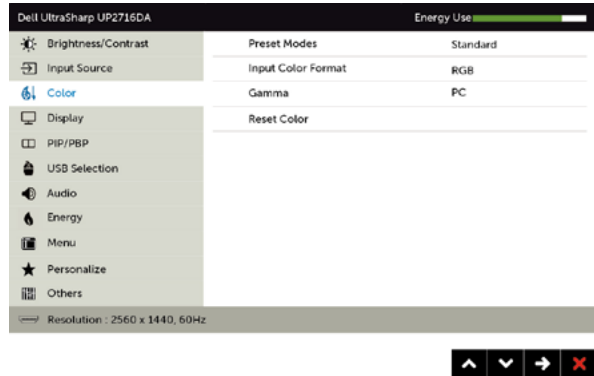 Dell UltraSharp UP2716DA Energy Use
Brightness/Contrast Preset Modes Standard
Input Source Input Color Format RGB
Color Gamma PC
Display Reset Color
PIP/PBP
USB Selection
Audio
Energy
Menu
Personalize
Others
Resolution : 2560 x 1440, 60Hz